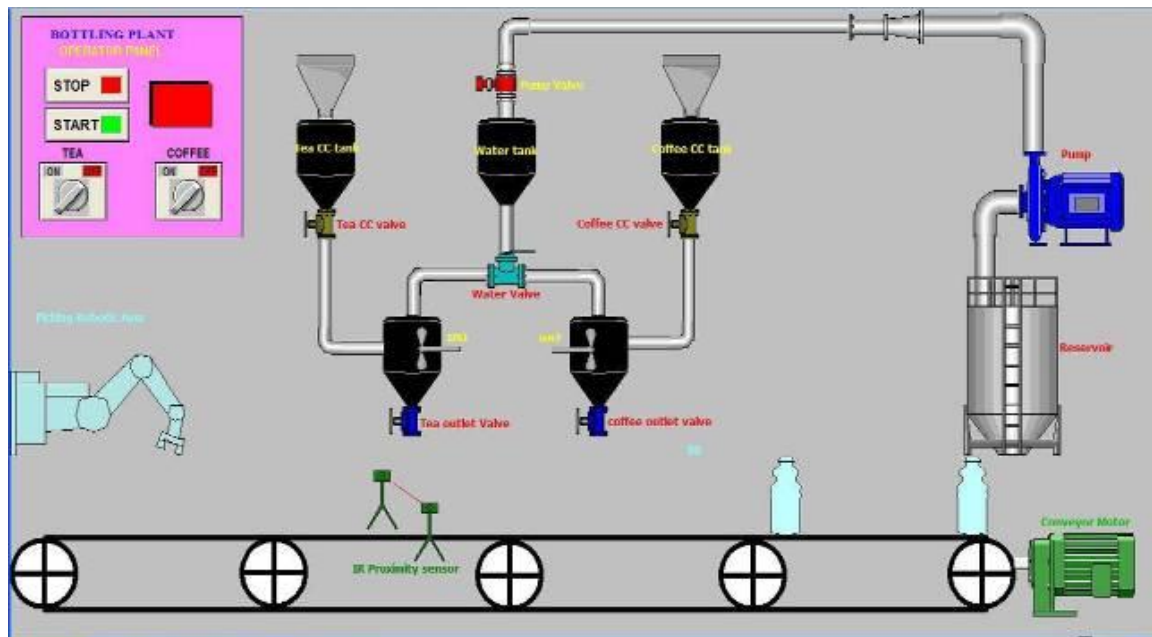 BOTTLING PLANT
OPERATOR PANEL
STOP
START
TEA
COFFEE
ON
OFF
ON
OFF
Pump Valve
Tea CC tank
Water tank
Coffee CC tank
Pump
Tea CC valve
Coffee CC valve
Water Valve
Reservoir
Tea outlet Valve
coffee outlet valve
IR Proximity sensor
Conveyor Motor